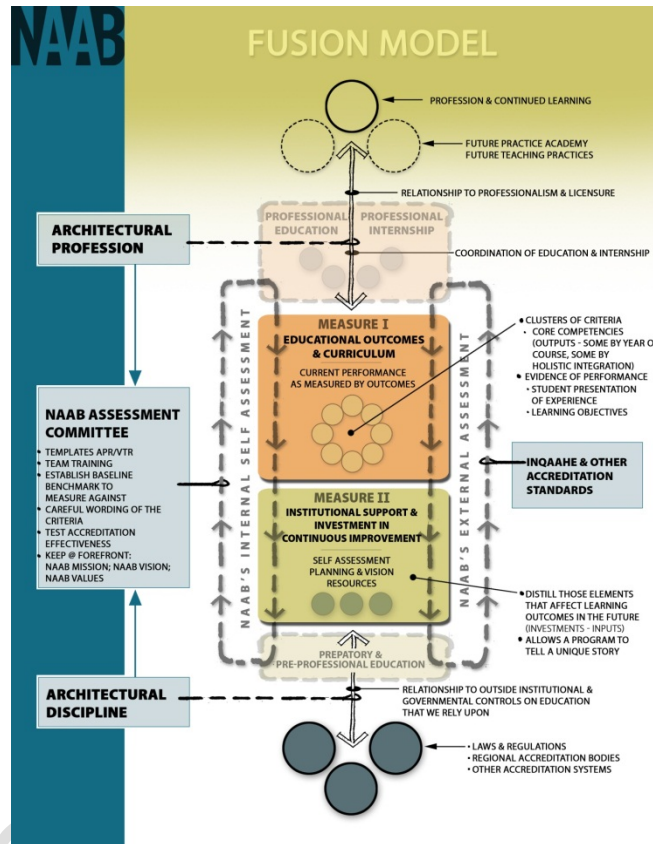 NAAB
FUSION MODEL
PROFESSION & CONTINUED LEARNING
FUTURE PRACTICE ACADEMY
FUTURE TEACHING PRACTICES
RELATIONSHIP TO PROFESSIONALISM & LICENSURE
PROFESSIONAL
EDUCATION
PROFESSIONAL
INTERNSHIP
ARCHITECTURAL
PROFESSION
COORDINATION OF EDUCATION & INTERNSHIP
NAAB'S INTERNAL SELF ASSESSMENT
MEASURE I
EDUCATIONAL OUTCOMES
& CURRICULUM
CURRENT PERFORMANCE
AS MEASURED BY OUTCOMES
• CLUSTERS OF CRITERIA
• CORE COMPETENCIES
(OUTPUTS - SOME BY YEAR O
COURSE, SOME BY
HOLISTIC INTEGRATION)
• EVIDENCE OF PERFORMANCE
• STUDENT PRESENTATION
OF EXPERIENCE
• LEARNING OBJECTIVES
NAAB'S EXTERNAL ASSESSMENT
NAAB ASSESSMENT
COMMITTEE
• TEMPLATES APR/VTR
• TEAM TRAINING
• ESTABLISH BASELINE
BENCHMARK TO
MEASURE AGAINST
• CAREFUL WORDING OF THE
CRITERIA
• TEST ACCREDITATION
EFFECTIVENESS
• KEEP @ FOREFRONT:
NAAB MISSION; NAAB VISION;
NAAB VALUES
INQAAHE & OTHER
ACCREDITATION
STANDARDS
MEASURE II
INSTITUTIONAL SUPPORT &
INVESTMENT IN
CONTINUOUS IMPROVEMENT
SELF ASSESSMENT
PLANNING & VISION
RESOURCES
• DISTILL THOSE ELEMENTS
THAT AFFECT LEARNING
OUTCOMES IN THE FUTURE
(INVESTMENTS - INPUTS)
• ALLOWS A PROGRAM TO
TELL A UNIQUE STORY
PREPATORY &
PRE-PROFESSIONAL EDUCATION
ARCHITECTURAL
DISCIPLINE
RELATIONSHIP TO OUTSIDE INSTITUTIONAL &
GOVERNMENTAL CONTROLS ON EDUCATION
THAT WE RELY UPON
• LAWS & REGULATIONS
• REGIONAL ACCREDITATION BODIES
• OTHER ACCREDITATION SYSTEMS